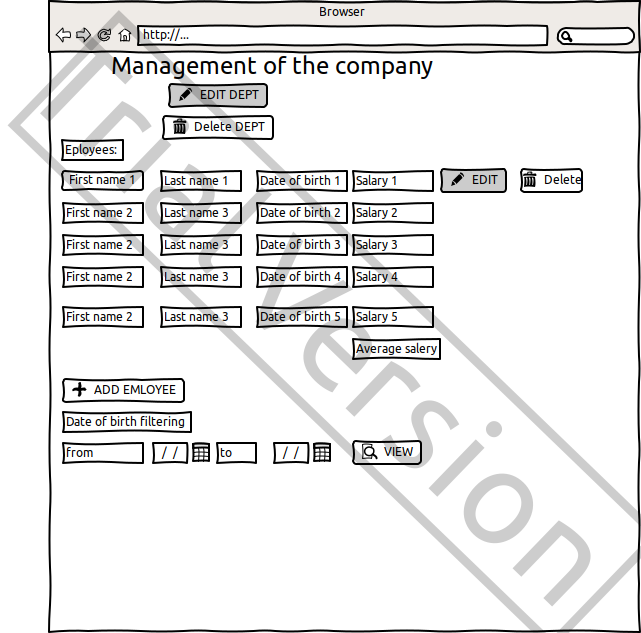 Browser
http://...
Management of the company
EDIT DEPT
Delete DEPT
Eployees:
First name 1 Last name 1 Date of birth 1 Salary 1 EDIT Delete
First name 2 Last name 3 Date of birth 2 Salary 2
First name 2 Last name 3 Date of birth 3 Salary 3
First name 2 Last name 3 Date of birth 4 Salary 4
First name 2 Last name 3 Date of birth 5 Salary 5
Average salery
ADD EMLOYEE
Date of birth filtering
from / / to / / VIEW
Trial Version